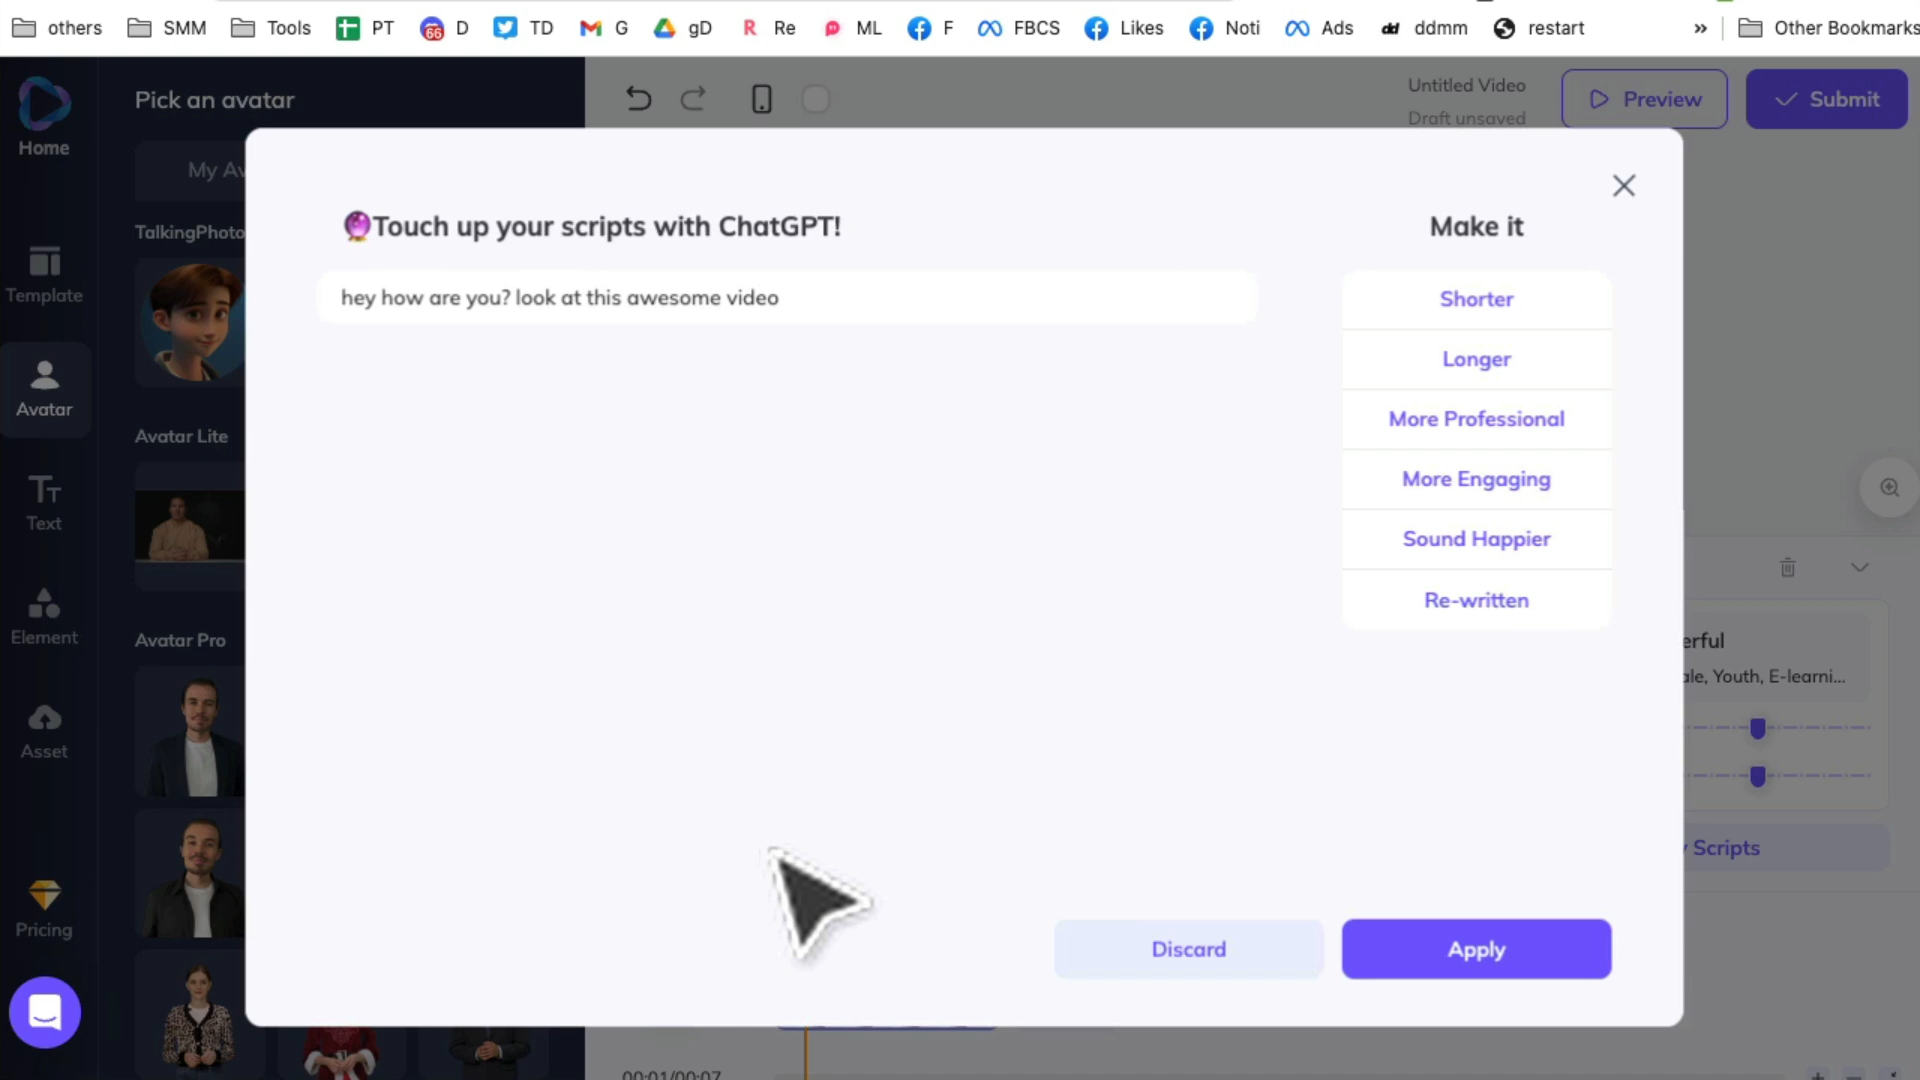 others SMM Tools PT 66 D TD G gD R Re ML F FBCS Likes Noti Ads dd ddmm restart » Other Bookmarks
Home
Pick an avatar
Untitled Video
Draft unsaved
Preview
Submit
My Av
TalkingPhoto
Template
Avatar
Avatar Lite
Text
Element
Avatar Pro
Asset
Pricing
🔮Touch up your scripts with ChatGPT!
Make it
hey how are you? look at this awesome video
Shorter
Longer
More Professional
More Engaging
Sound Happier
Re-written
Discard
Apply
erful
ale, Youth, E-learni...
Scripts
00:01/00:07